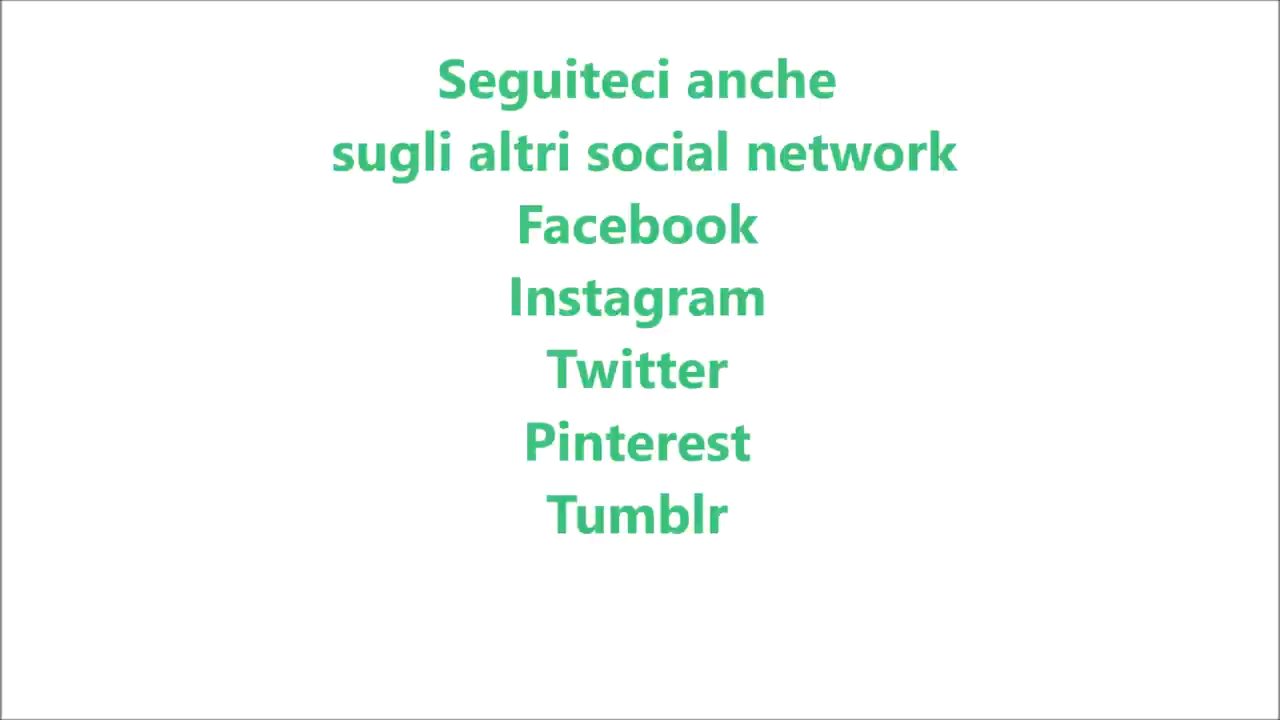 Seguiteci anche
sugli altri social network
Facebook
Instagram
Twitter
Pinterest
Tumblr